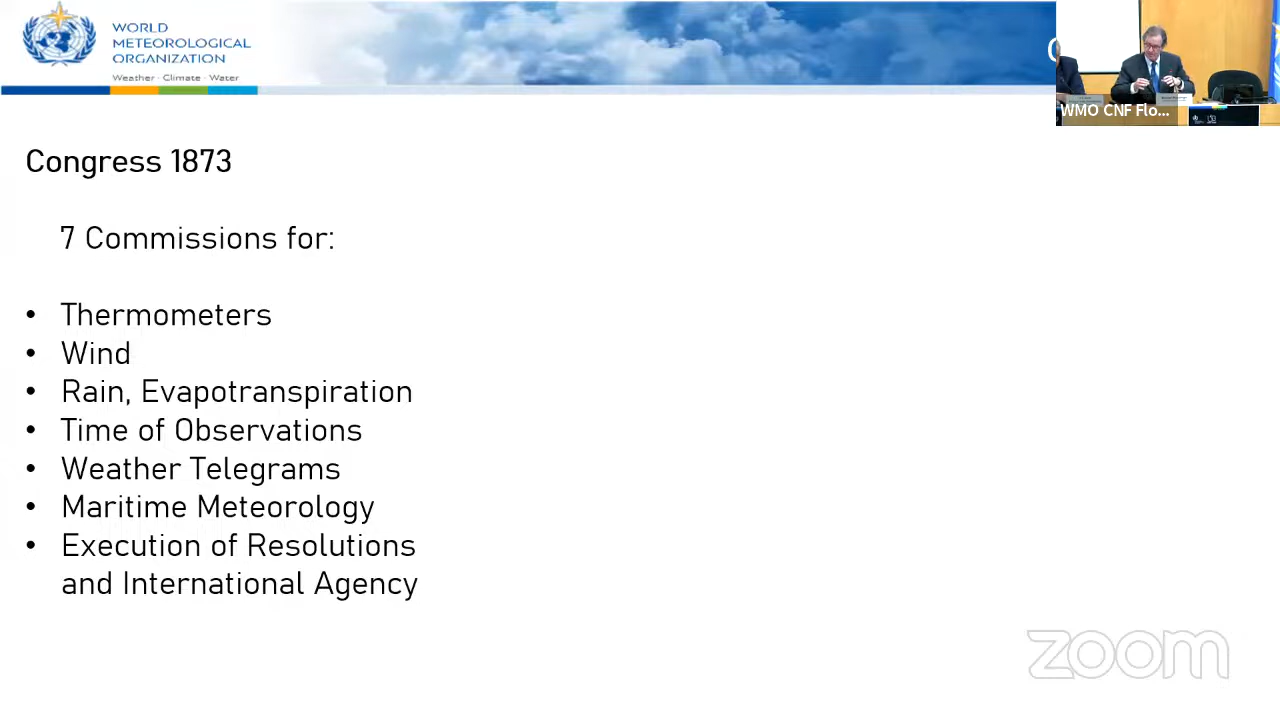 WORLD
METEOROLOGICAL
ORGANIZATION
Weather · Climate · Water
WMO CNF Flo...
Congress 1873
7 Commissions for:
• Thermometers
• Wind
• Rain, Evapotranspiration
• Time of Observations
• Weather Telegrams
• Maritime Meteorology
• Execution of Resolutions
and International Agency
zoom